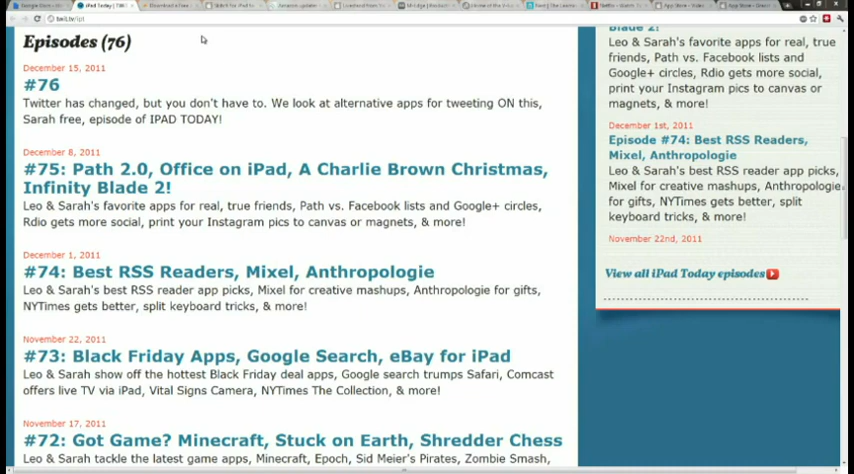 iPad Today | TWiT
twit.tv/ipt
Episodes (76)
December 15, 2011
#76
Twitter has changed, but you don't have to. We look at alternative apps for tweeting ON this,
Sarah free, episode of IPAD TODAY!
December 8, 2011
#75: Path 2.0, Office on iPad, A Charlie Brown Christmas,
Infinity Blade 2!
Leo & Sarah's favorite apps for real, true friends, Path vs. Facebook lists and Google+ circles,
Rdio gets more social, print your Instagram pics to canvas or magnets, & more!
December 1, 2011
#74: Best RSS Readers, Mixel, Anthropologie
Leo & Sarah's best RSS reader app picks, Mixel for creative mashups, Anthropologie for gifts,
NYTimes gets better, split keyboard tricks, & more!
November 22, 2011
#73: Black Friday Apps, Google Search, eBay for iPad
Leo & Sarah show off the hottest Black Friday deal apps, Google search trumps Safari, Comcast
offers live TV via iPad, Vital Signs Camera, NYTimes The Collection, & more!
November 17, 2011
#72: Got Game? Minecraft, Stuck on Earth, Shredder Chess
Leo & Sarah tackle the latest game apps, Minecraft, Epoch, Sid Meier's Pirates, Zombie Smash,
Blade 2!
Leo & Sarah's favorite apps for real, true
friends, Path vs. Facebook lists and
Google+ circles, Rdio gets more social,
print your Instagram pics to canvas or
magnets, & more!
December 1st, 2011
Episode #74: Best RSS Readers,
Mixel, Anthropologie
Leo & Sarah's best RSS reader app picks,
Mixel for creative mashups, Anthropologie
for gifts, NYTimes gets better, split
keyboard tricks, & more!
November 22nd, 2011
View all iPad Today episodes